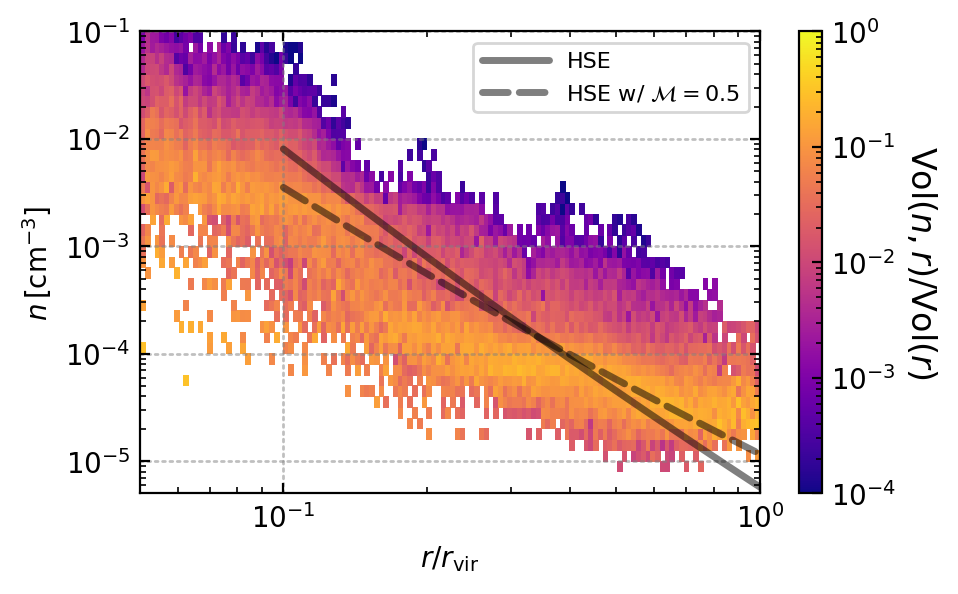 10⁻¹
10⁻²
10⁻³
10⁻⁴
10⁻⁵
n [cm⁻³]
10⁻¹
10⁰
r/r_vir
HSE
HSE w/ ℳ = 0.5
10⁰
10⁻¹
10⁻²
10⁻³
10⁻⁴
Vol(n, r)/Vol(r)